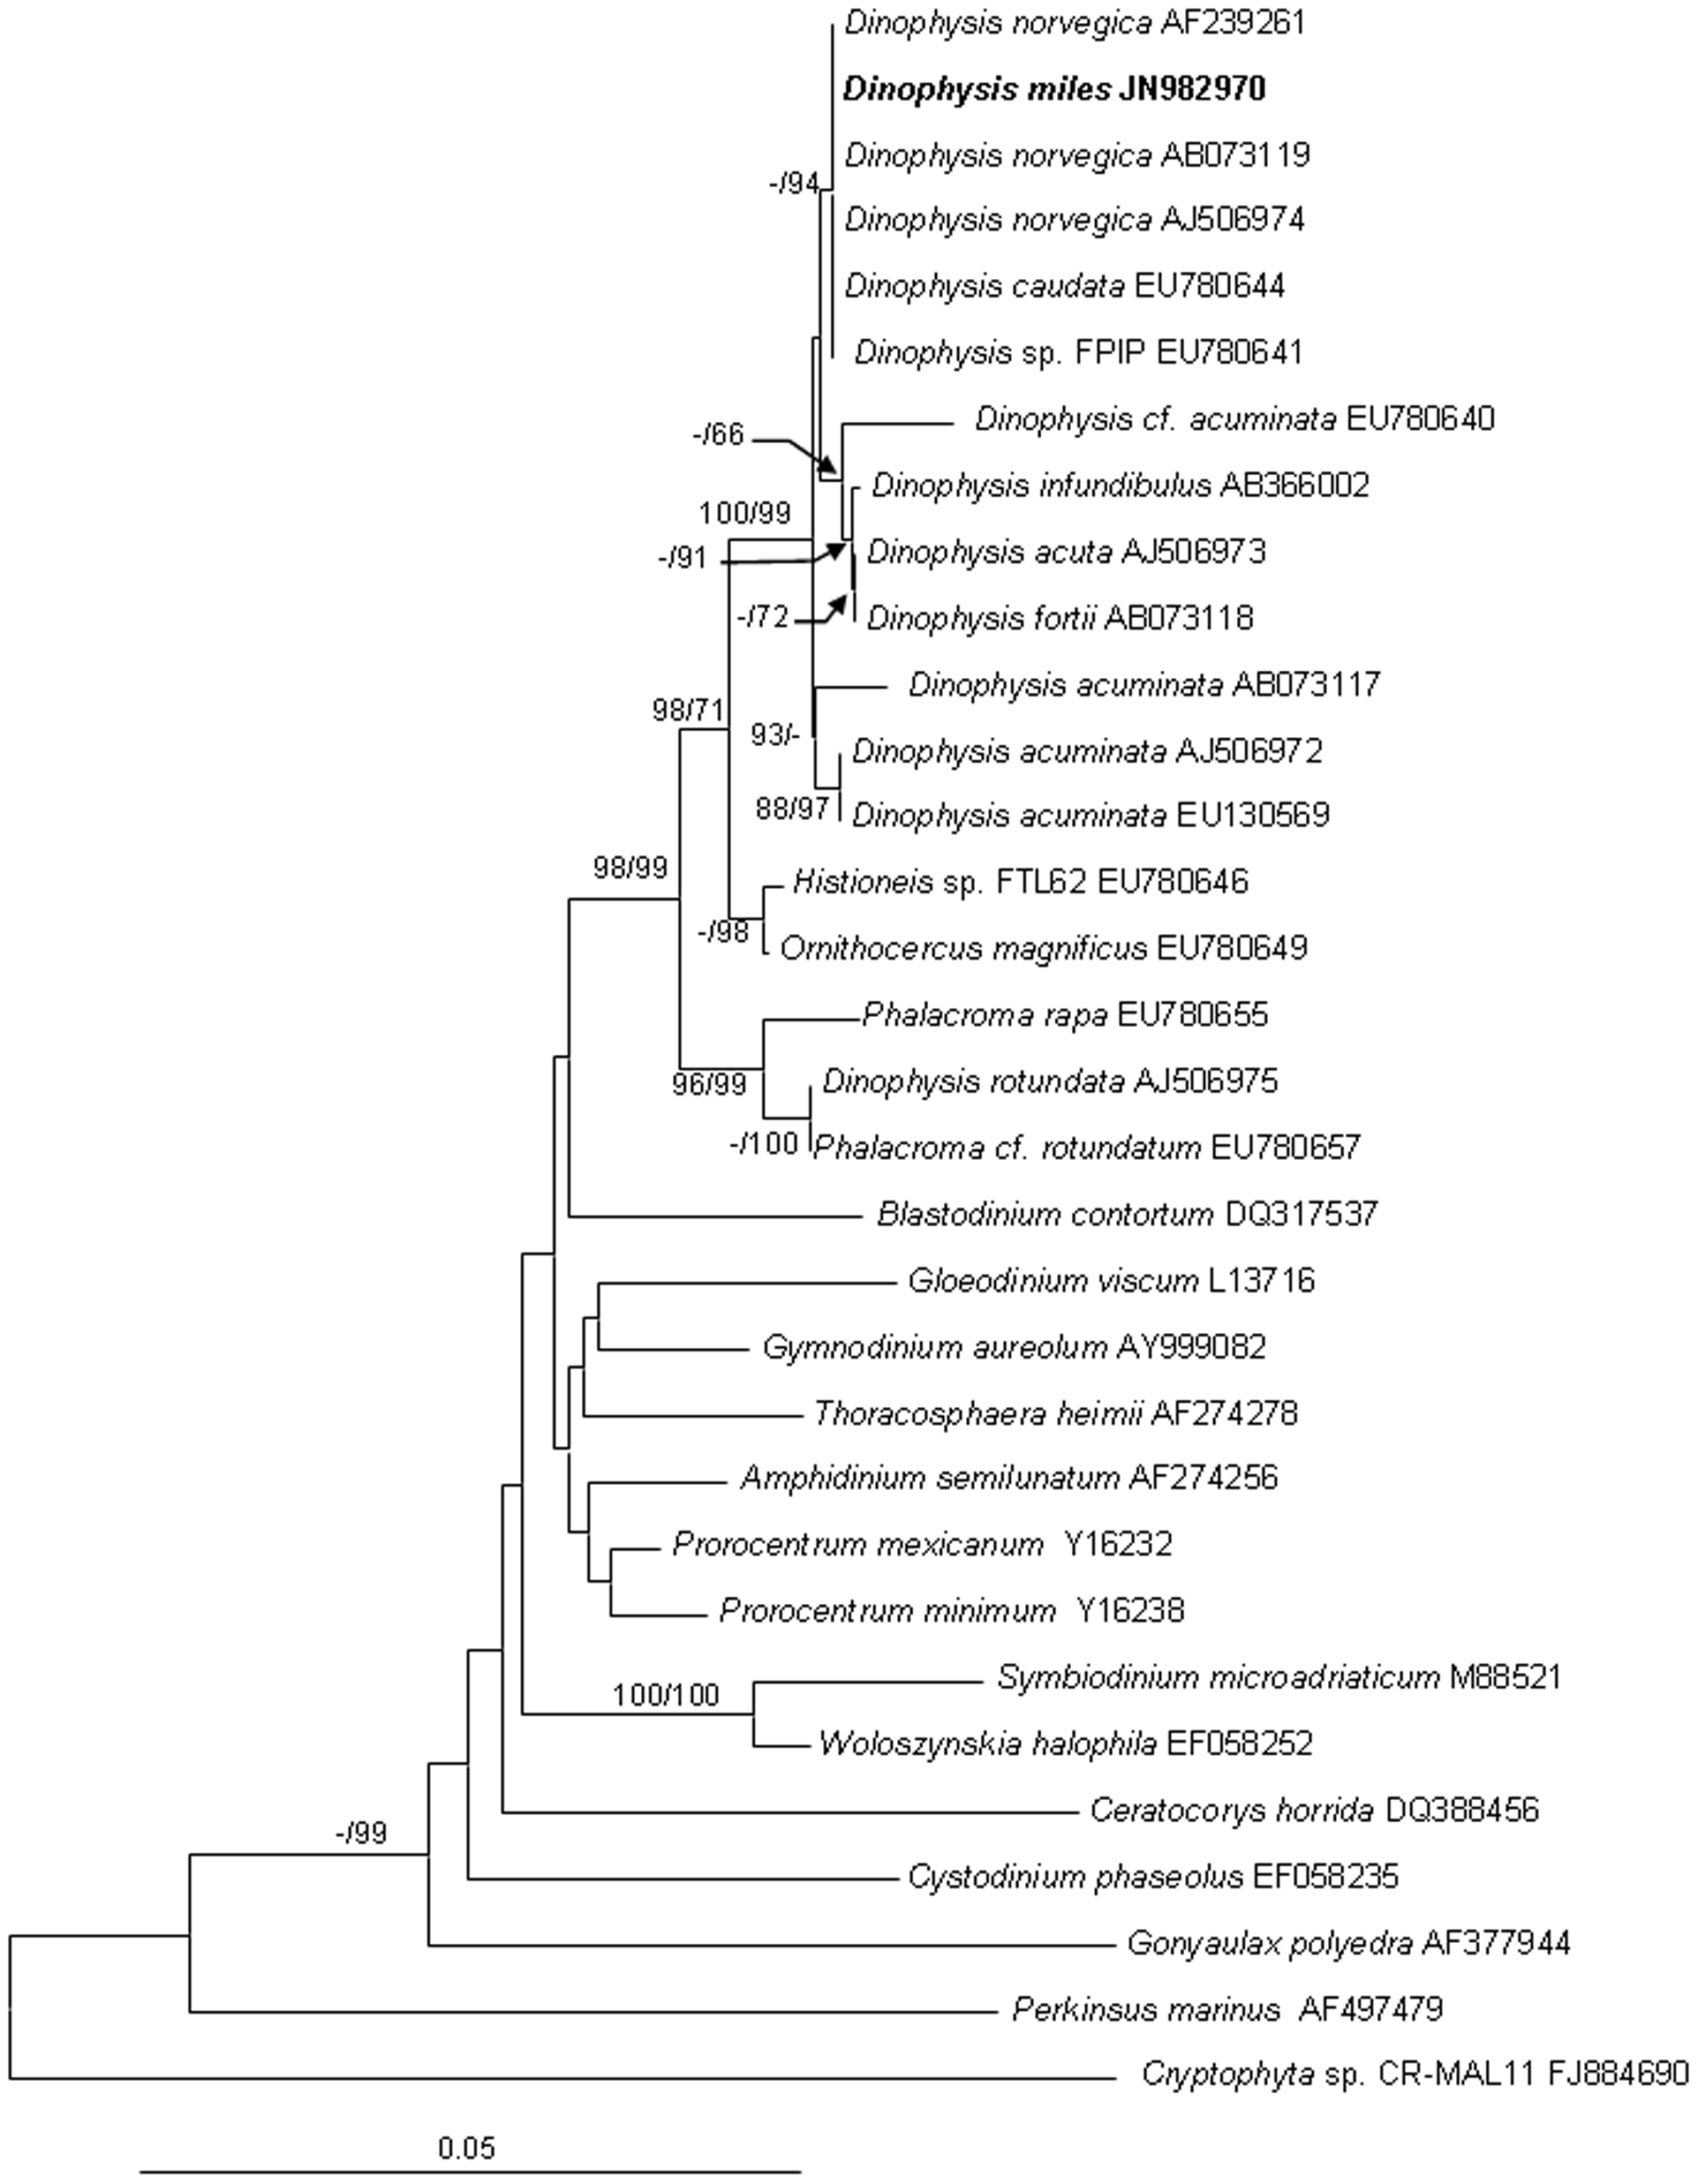 Dinophysis norvegica AF239261
Dinophysis miles JN982970
Dinophysis norvegica AB073119
-/94
Dinophysis norvegica AJ506974
Dinophysis caudata EU780644
Dinophysis sp. FPIP EU780641
Dinophysis cf. acuminata EU780640
-/66
Dinophysis infundibulus AB366002
100/99
Dinophysis acuta AJ506973
-/91
Dinophysis fortii AB073118
-/72
Dinophysis acuminata AB073117
98/71
93/-
Dinophysis acuminata AJ506972
88/97
Dinophysis acuminata EU130569
98/99
Histioneis sp. FTL62 EU780646
-/98
Ornithocercus magnificus EU780649
Phalacroma rapa EU780655
96/99
Dinophysis rotundata AJ506975
-/100
Phalacroma cf. rotundatum EU780657
Blastodinium contortum DQ317537
Gloeodinium viscum L13716
Gymnodinium aureolum AY999082
Thoracosphaera heimii AF274278
Amphidinium semilunatum AF274256
Prorocentrum mexicanum Y16232
Prorocentrum minimum Y16238
Symbiodinium microadriaticum M88521
100/100
Woloszynskia halophila EF058252
Ceratocorys horrida DQ388456
-/99
Cystodinium phaseolus EF058235
Gonyaulax polyedra AF377944
Perkinsus marinus AF497479
Cryptophyta sp. CR-MAL11 FJ884690
0.05